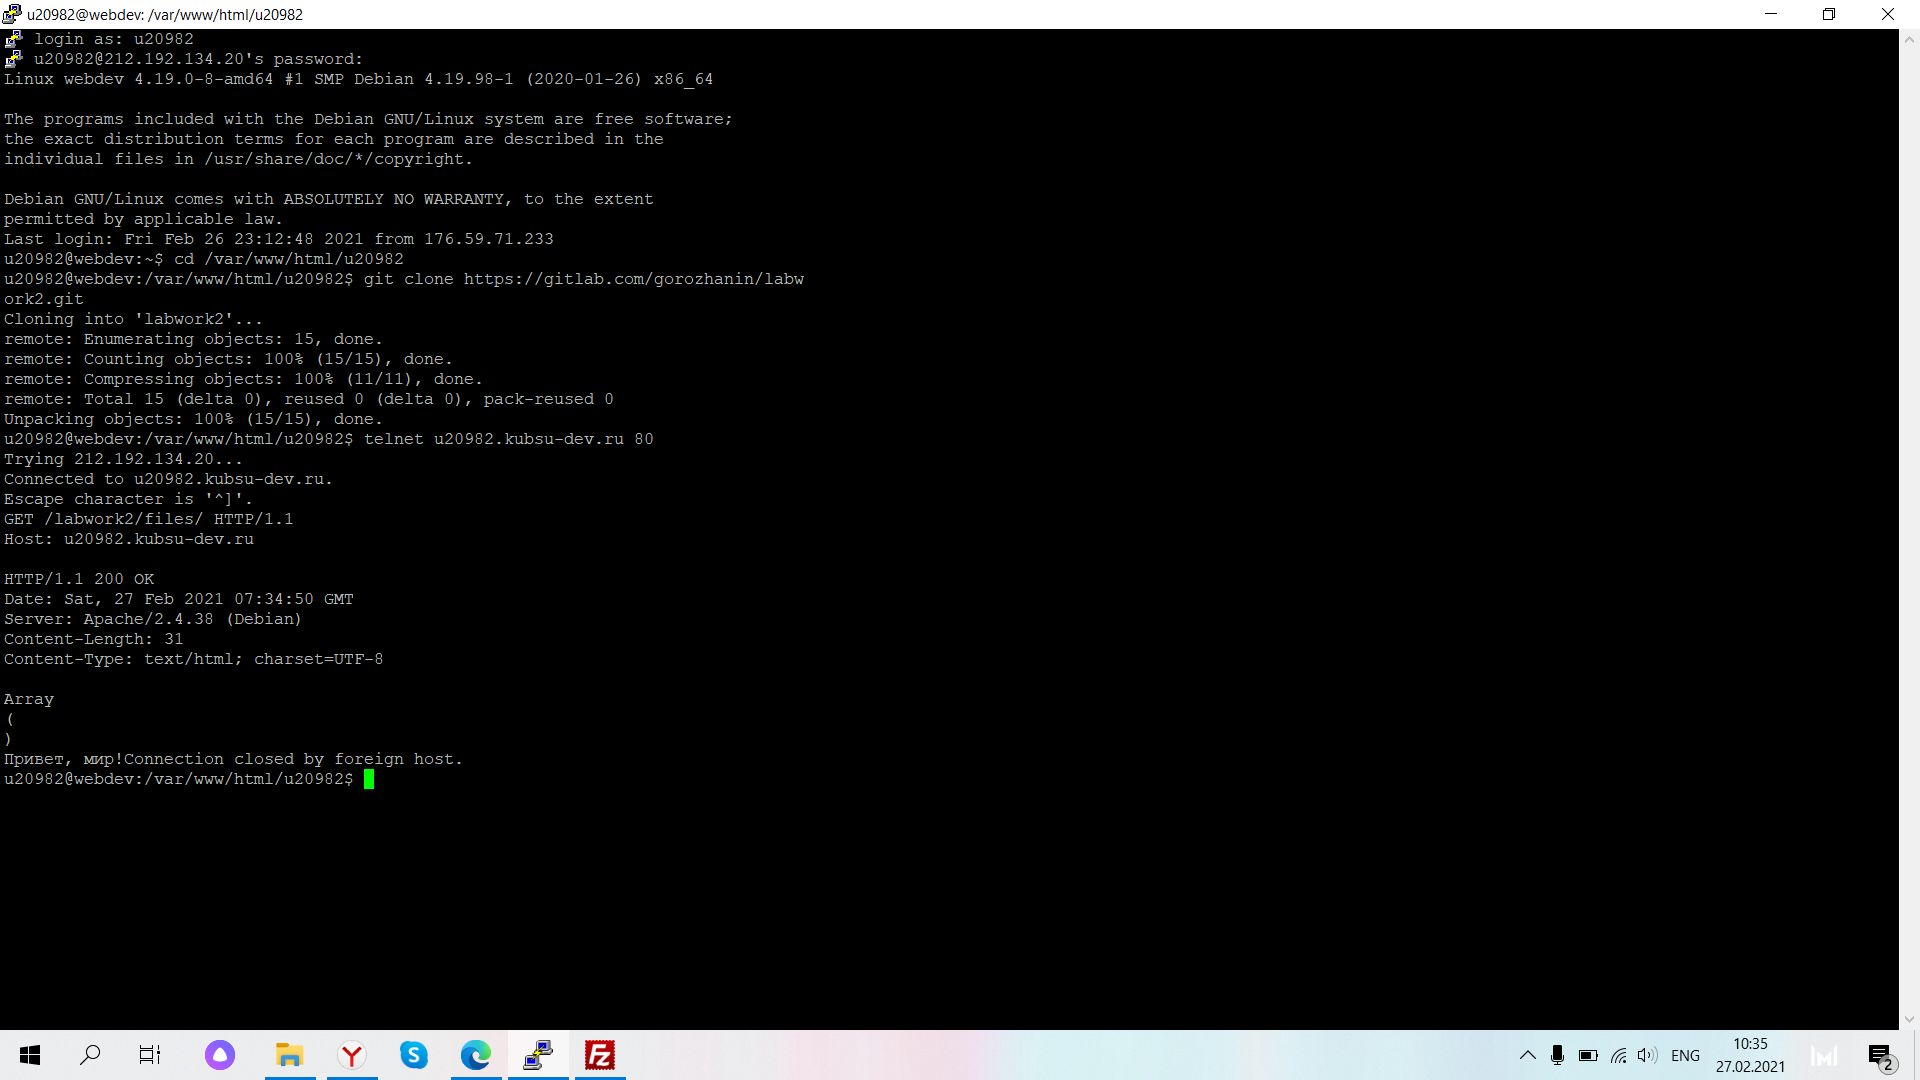 u20982@webdev: /var/www/html/u20982
login as: u20982
u20982@212.192.134.20's password:
Linux webdev 4.19.0-8-amd64 #1 SMP Debian 4.19.98-1 (2020-01-26) x86_64
The programs included with the Debian GNU/Linux system are free software;
the exact distribution terms for each program are described in the
individual files in /usr/share/doc/*/copyright.
Debian GNU/Linux comes with ABSOLUTELY NO WARRANTY, to the extent
permitted by applicable law.
Last login: Fri Feb 26 23:12:48 2021 from 176.59.71.233
u20982@webdev:~$ cd /var/www/html/u20982
u20982@webdev:/var/www/html/u20982$ git clone https://gitlab.com/gorozhanin/labw
ork2.git
Cloning into 'labwork2'...
remote: Enumerating objects: 15, done.
remote: Counting objects: 100% (15/15), done.
remote: Compressing objects: 100% (11/11), done.
remote: Total 15 (delta 0), reused 0 (delta 0), pack-reused 0
Unpacking objects: 100% (15/15), done.
u20982@webdev:/var/www/html/u20982$ telnet u20982.kubsu-dev.ru 80
Trying 212.192.134.20...
Connected to u20982.kubsu-dev.ru.
Escape character is '^]'.
GET /labwork2/files/ HTTP/1.1
Host: u20982.kubsu-dev.ru
HTTP/1.1 200 OK
Date: Sat, 27 Feb 2021 07:34:50 GMT
Server: Apache/2.4.38 (Debian)
Content-Length: 31
Content-Type: text/html; charset=UTF-8
Array
(
)
Привет, мир!Connection closed by foreign host.
u20982@webdev:/var/www/html/u20982$
ENG
10:35
27.02.2021
2